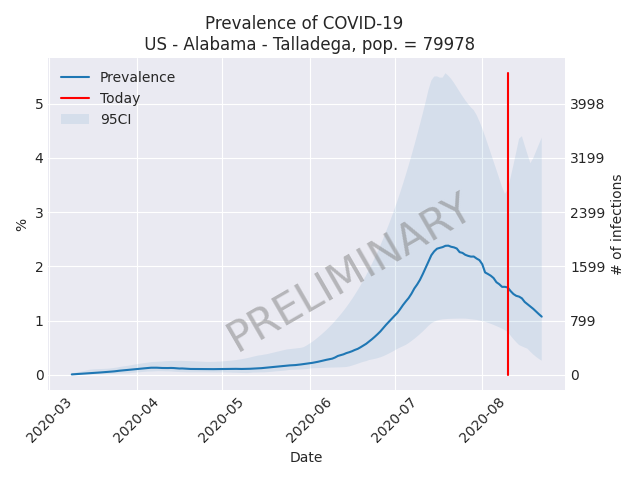 Prevalence of COVID-19
US - Alabama - Talladega, pop. = 79978
Prevalence
Today
95CI
PRELIMINARY
%
5
4
3
2
1
0
3998
3199
2399
1599
799
0
# of infections
2020-03
2020-04
2020-05
2020-06
2020-07
2020-08
Date